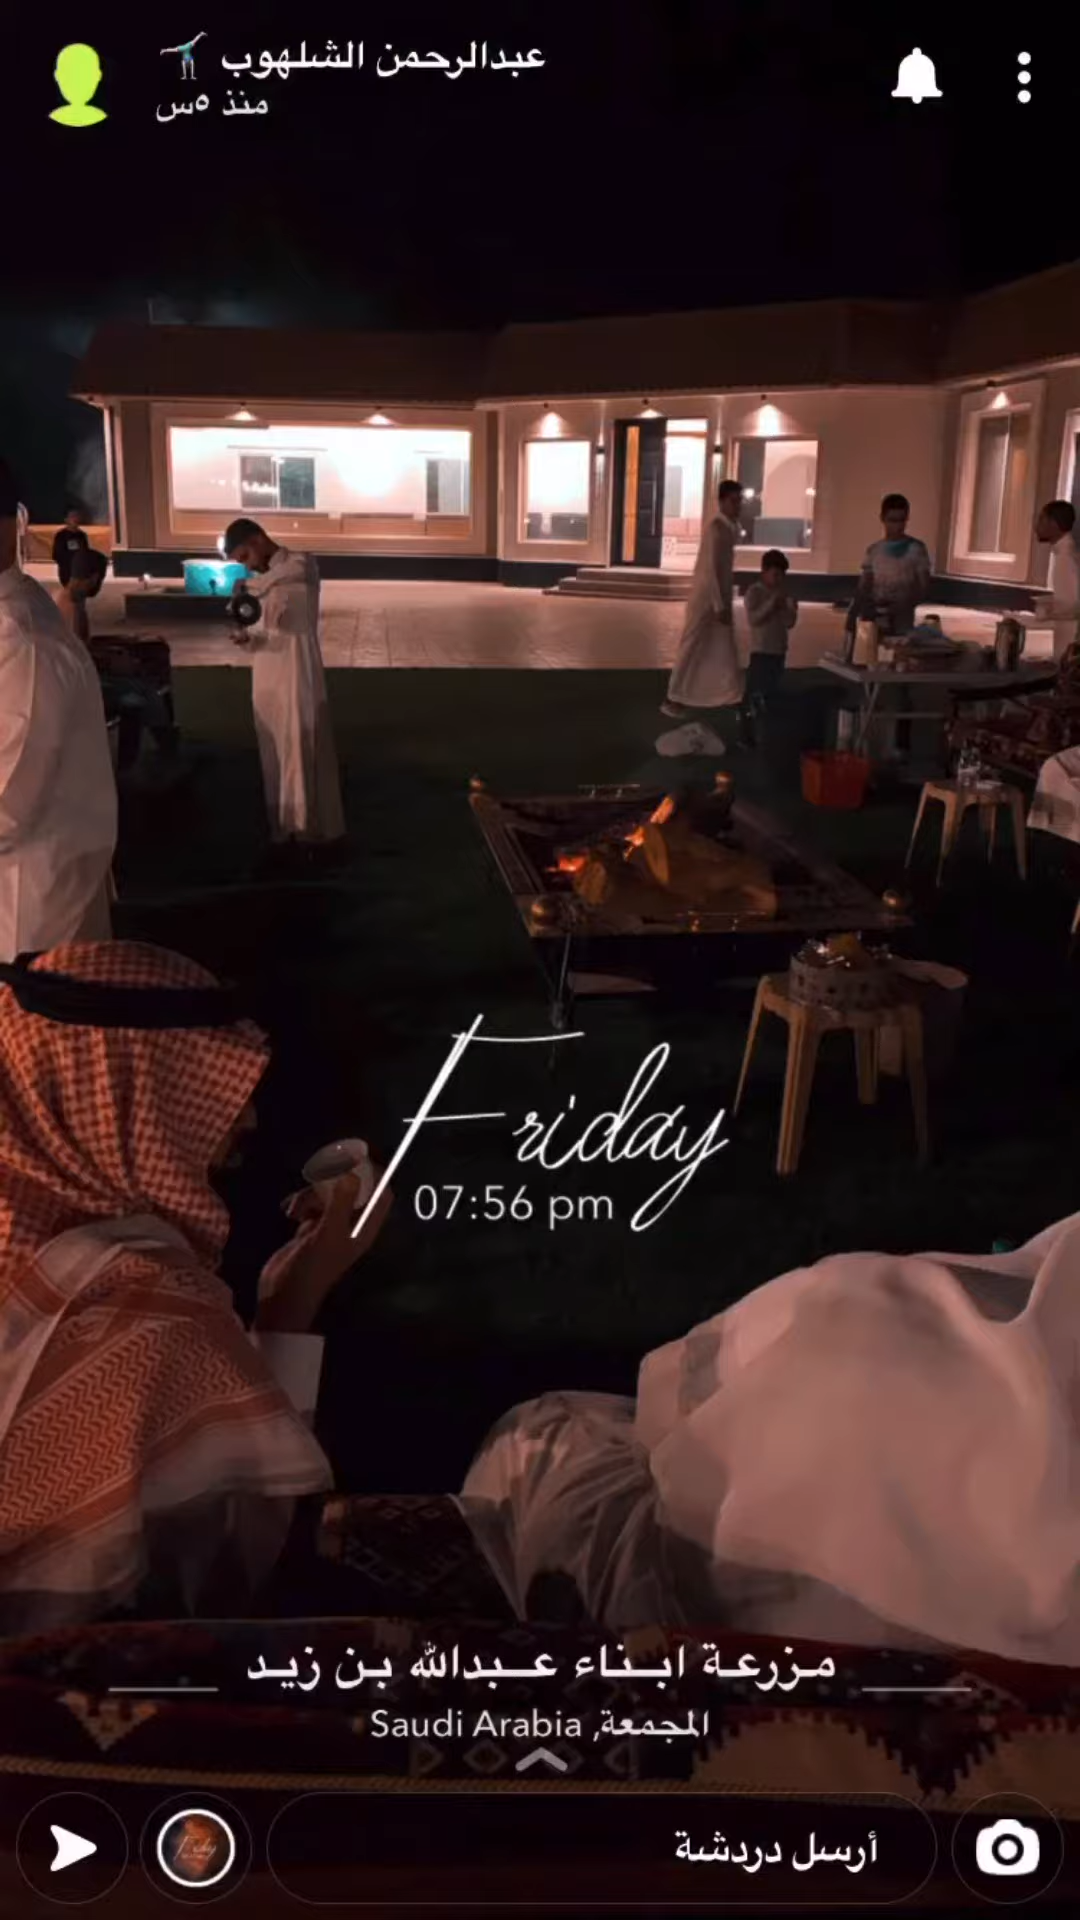 عبدالرحمن الشلهوب
منذ ٥س
Friday
07:56 pm
مزرعة ابناء عبدالله بن زيد
المجمعة, Saudi Arabia
أرسل دردشة